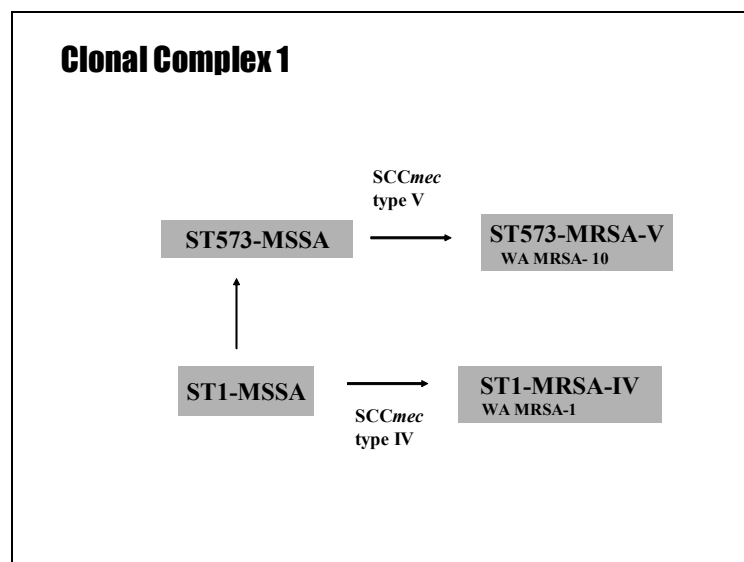 Clonal Complex 1
SCCmec
type V
ST573-MSSA
ST573-MRSA-V
WA MRSA- 10
ST1-MSSA
ST1-MRSA-IV
WA MRSA-1
SCCmec
type IV